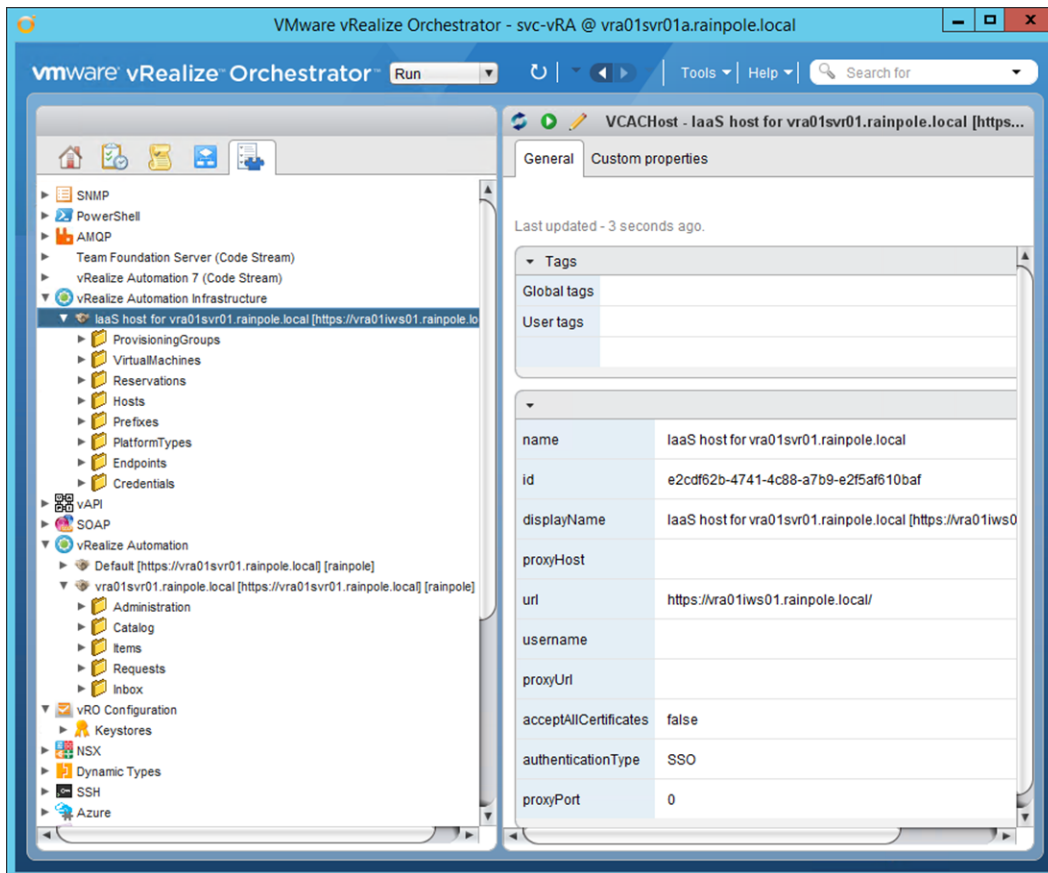 VMware vRealize Orchestrator - svc-vRA @ vra01svr01a.rainpole.local
vmware vRealize Orchestrator
Run
Tools
Help
Search for
VCACHost - IaaS host for vra01svr01.rainpole.local [https...
General
Custom properties
SNMP
PowerShell
AMQP
Team Foundation Server (Code Stream)
vRealize Automation 7 (Code Stream)
vRealize Automation Infrastructure
IaaS host for vra01svr01.rainpole.local [https://vra01iws01.rainpole.lo
ProvisioningGroups
VirtualMachines
Reservations
Hosts
Prefixes
PlatformTypes
Endpoints
Credentials
vAPI
SOAP
vRealize Automation
Default [https://vra01svr01.rainpole.local] [rainpole]
vra01svr01.rainpole.local [https://vra01svr01.rainpole.local] [rainpole]
Administration
Catalog
Items
Requests
Inbox
vRO Configuration
Keystores
NSX
Dynamic Types
SSH
Azure
Last updated - 3 seconds ago.
Tags
Global tags
User tags
name IaaS host for vra01svr01.rainpole.local
id e2cdf62b-4741-4c88-a7b9-e2f5af610baf
displayName IaaS host for vra01svr01.rainpole.local [https://vra01iws0
proxyHost
url https://vra01iws01.rainpole.local/
username
proxyUrl
acceptAllCertificates false
authenticationType SSO
proxyPort 0